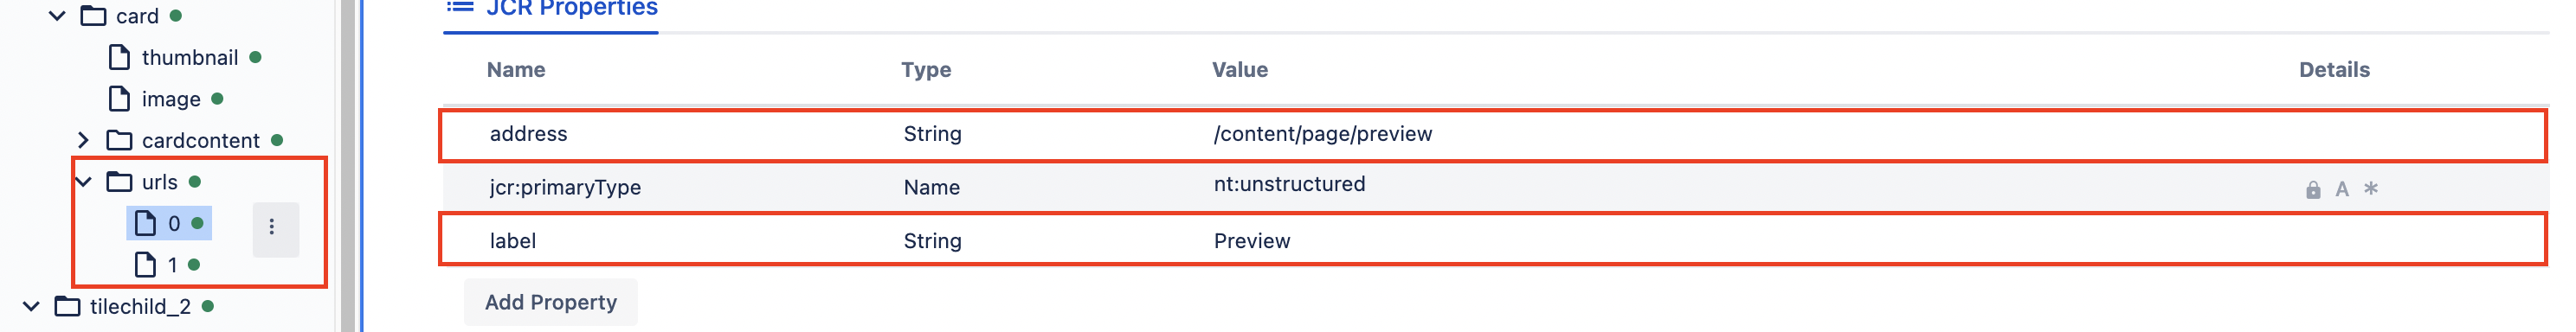 card
thumbnail
image
cardcontent
urls
0
1
tilechild_2
JCR Properties
Name Type Value Details
address String /content/page/preview
jcr:primaryType Name nt:unstructured A *
label String Preview
Add Property